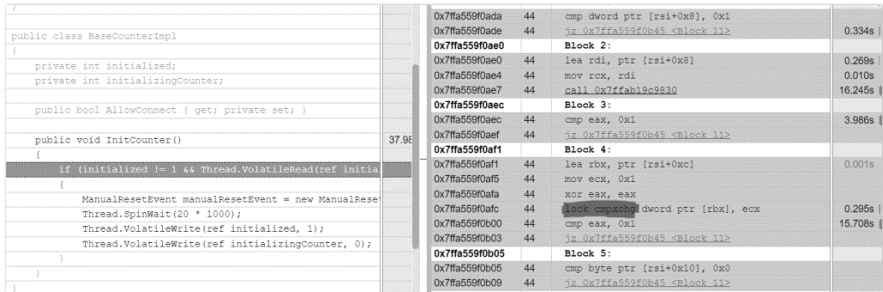 }
public class BaseCounterImpl
{
private int initialized;
private int initializingCounter;
public bool AllowConnect { get; private set; }
public void InitCounter() 37.98
{
if (initialized != 1 && Thread.VolatileRead(ref initia
{
ManualResetEvent manualResetEvent = new ManualReset
Thread.SpinWait(20 * 1000);
Thread.VolatileWrite(ref initialized, 1);
Thread.VolatileWrite(ref initializingCounter, 0);
}
}
}
0x7ffa559f0ada 44 cmp dword ptr [rsi+0x8], 0x1
0x7ffa559f0ade 44 jz 0x7ffa559f0b45 <Block 11> 0.334s
0x7ffa559f0ae0 Block 2:
0x7ffa559f0ae0 44 lea rdi, ptr [rsi+0x8] 0.269s
0x7ffa559f0ae4 44 mov rcx, rdi 0.010s
0x7ffa559f0ae7 44 call 0x7ffab19c9830 16.245s
0x7ffa559f0aec Block 3:
0x7ffa559f0aec 44 cmp eax, 0x1 3.986s
0x7ffa559f0aef 44 jz 0x7ffa559f0b45 <Block 11>
0x7ffa559f0af1 Block 4:
0x7ffa559f0af1 44 lea rbx, ptr [rsi+0xc] 0.001s
0x7ffa559f0af5 44 mov ecx, 0x1
0x7ffa559f0afa 44 xor eax, eax
0x7ffa559f0afc 44 lock cmpxchg dword ptr [rbx], ecx 0.295s
0x7ffa559f0b00 44 cmp eax, 0x1 15.708s
0x7ffa559f0b03 44 jz 0x7ffa559f0b45 <Block 11>
0x7ffa559f0b05 Block 5:
0x7ffa559f0b05 44 cmp byte ptr [rsi+0x10], 0x0
0x7ffa559f0b09 44 jz 0x7ffa559f0b45 <Block 11>